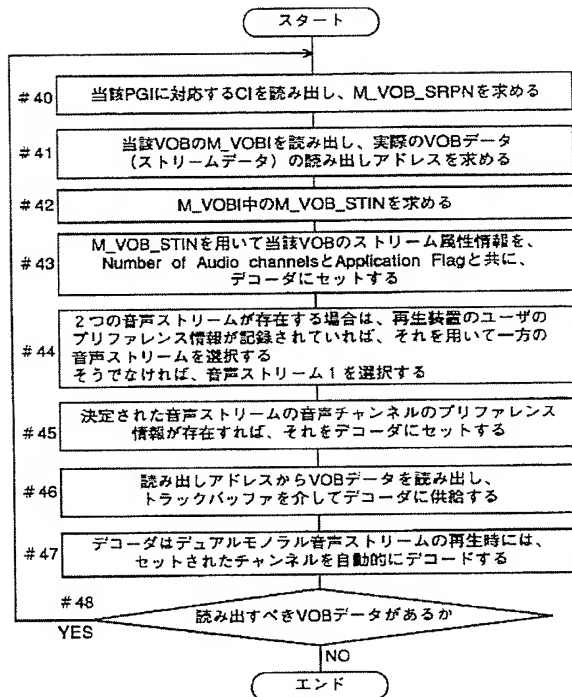 スタート
#40
当該PGIに対応するCIを読み出し、M_VOB_SRPNを求める
#41
当該VOBのM_VOBIを読み出し、実際のVOBデータ
(ストリームデータ)の読み出しアドレスを求める
#42
M_VOBI中のM_VOB_STINを求める
#43
M_VOB_STINを用いて当該VOBのストリーム属性情報を、
Number of Audio channelsとApplication Flagと共に、
デコーダにセットする
#44
2つの音声ストリームが存在する場合は、再生装置のユーザの
プリファレンス情報が記録されていれば、それを用いて一方の
音声ストリームを選択する
そうでなければ、音声ストリーム1を選択する
#45
決定された音声ストリームの音声チャンネルのプリファレンス
情報が存在すれば、それをデコーダにセットする
#46
読み出しアドレスからVOBデータを読み出し、
トラックバッファを介してデコーダに供給する
#47
デコーダはデュアルモノラル音声ストリームの再生時には、
セットされたチャンネルを自動的にデコードする
#48
読み出すべきVOBデータがあるか
YES
NO
エンド